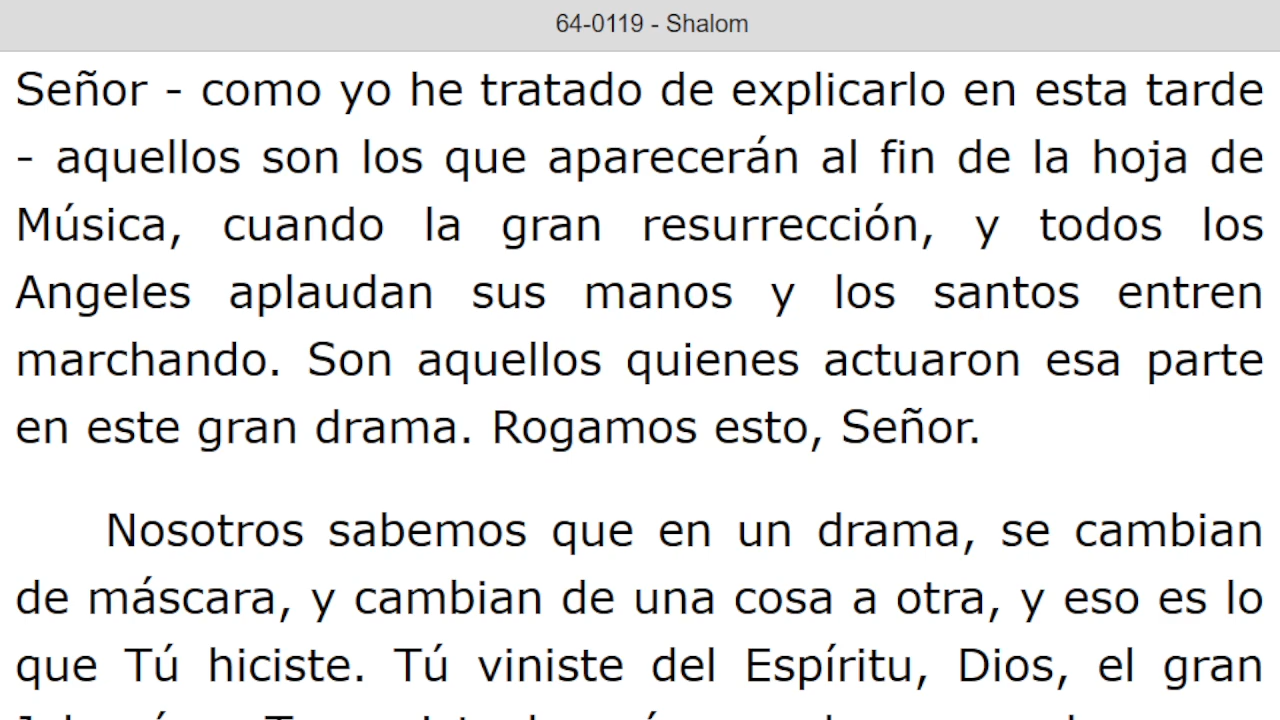 64-0119 - Shalom
Señor - como yo he tratado de explicarlo en esta tarde
- aquellos son los que aparecerán al fin de la hoja de
Música, cuando la gran resurrección, y todos los
Angeles aplaudan sus manos y los santos entren
marchando. Son aquellos quienes actuaron esa parte
en este gran drama. Rogamos esto, Señor.
Nosotros sabemos que en un drama, se cambian
de máscara, y cambian de una cosa a otra, y eso es lo
que Tú hiciste. Tú viniste del Espíritu, Dios, el gran